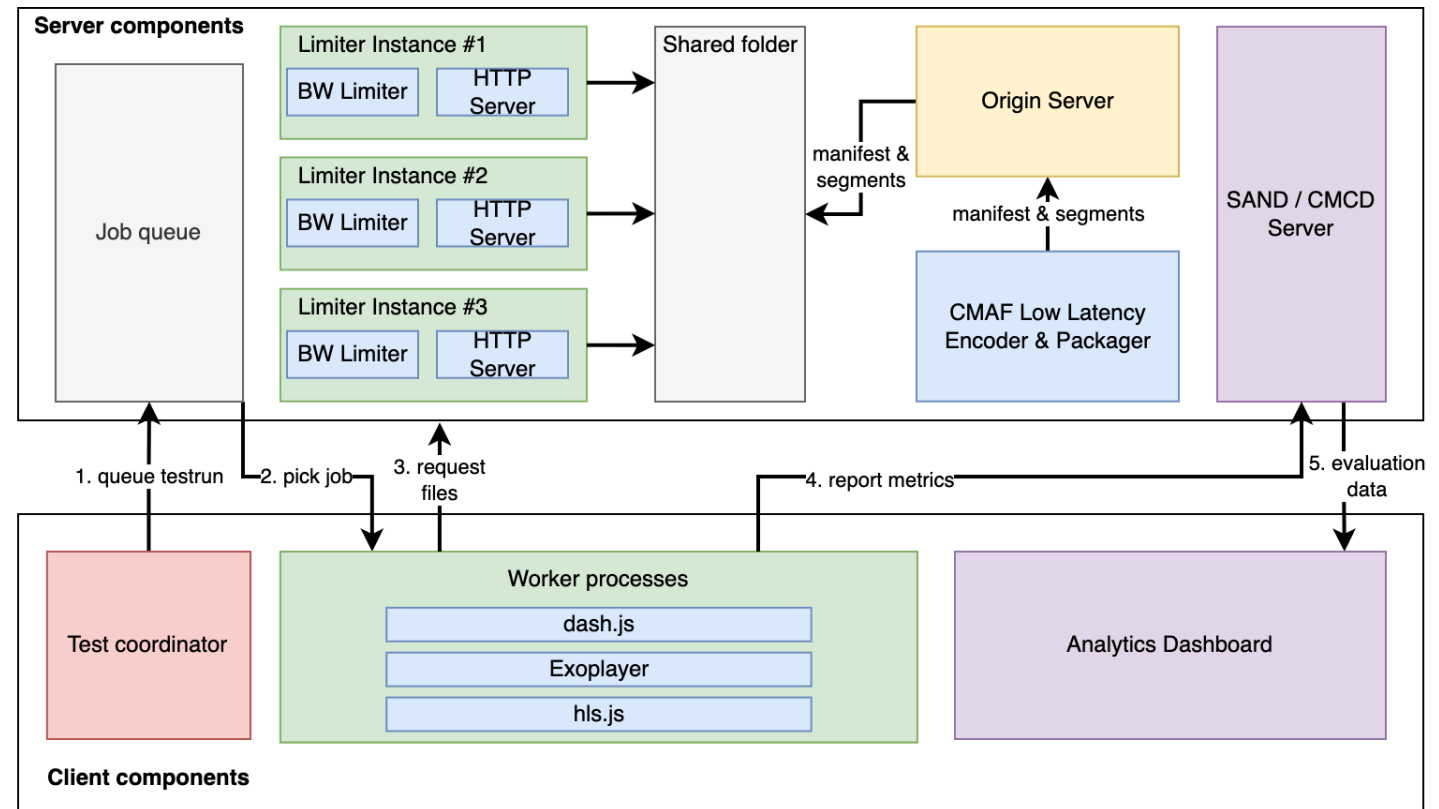 Server components
Job queue
Limiter Instance #1
BW Limiter
HTTP
Server
Limiter Instance #2
BW Limiter
HTTP
Server
Limiter Instance #3
BW Limiter
HTTP
Server
Shared folder
manifest &
segments
Origin Server
manifest & segments
CMAF Low Latency
Encoder & Packager
SAND / CMCD
Server
1. queue testrun
2. pick job
3. request
files
4. report metrics
5. evaluation
data
Test coordinator
Worker processes
dash.js
Exoplayer
hls.js
Analytics Dashboard
Client components